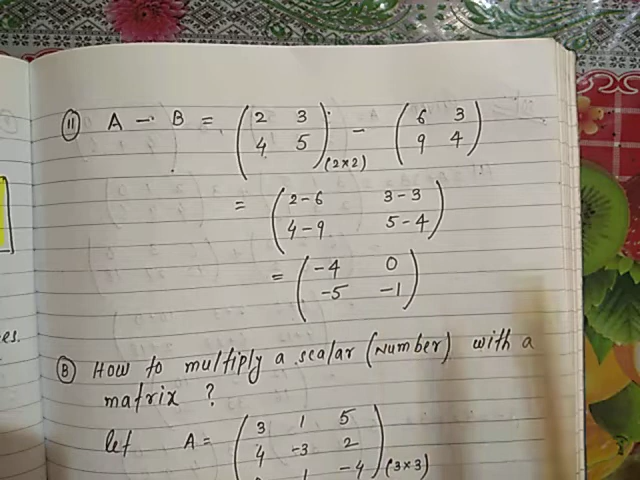 (ii) A - B = (2 3 4 5)(2×2) - (6 3 9 4)
= (2-6 3-3 4-9 5-4)
= (-4 0 -5 -1)
es.
(B) How to multiply a scalar (Number) with a
matrix ?
let A = (3 1 5 4 -3 2 1 -4)(3×3)